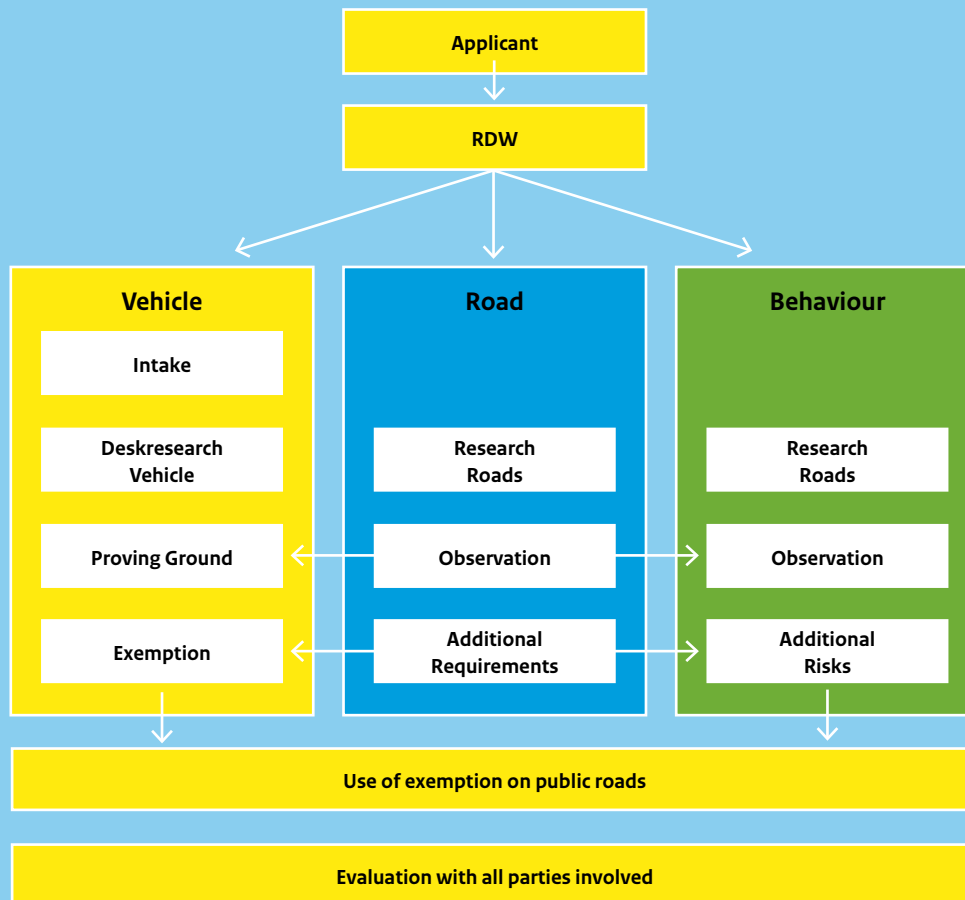 Applicant
RDW
Vehicle
Intake
Deskresearch
Vehicle
Proving Ground
Exemption
Road
Research
Roads
Observation
Additional
Requirements
Behaviour
Research
Roads
Observation
Additional
Risks
Use of exemption on public roads
Evaluation with all parties involved